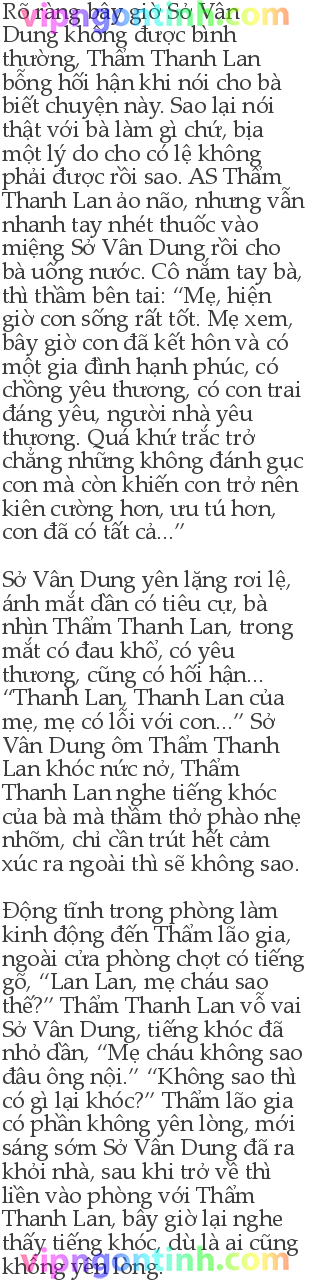 Rõ ràng bây giờ Sở Vân
Dung không được bình
thường, Thẩm Thanh Lan
bỗng hối hận khi nói cho bà
biết chuyện này. Sao lại nói
thật với bà làm gì chứ, bịa
một lý do cho có lệ không
phải được rồi sao. AS Thẩm
Thanh Lan ảo não, nhưng vẫn
nhanh tay nhét thuốc vào
miệng Sở Vân Dung rồi cho
bà uống nước. Cô nắm tay bà,
thì thầm bên tai: “Mẹ, hiện
giờ con sống rất tốt. Mẹ xem,
bây giờ con đã kết hôn và có
một gia đình hạnh phúc, có
chồng yêu thương, có con trai
đáng yêu, người nhà yêu
thương. Quá khứ trắc trở
chẳng những không đánh gục
con mà còn khiến con trở nên
kiên cường hơn, ưu tú hơn,
con đã có tất cả...”
Sở Vân Dung yên lặng rơi lệ,
ánh mắt dần có tiêu cự, bà
nhìn Thẩm Thanh Lan, trong
mắt có đau khổ, có yêu
thương, cũng có hối hận...
“Thanh Lan, Thanh Lan của
mẹ, mẹ có lỗi với con...” Sở
Vân Dung ôm Thẩm Thanh
Lan khóc nức nở, Thẩm
Thanh Lan nghe tiếng khóc
của bà mà thầm thở phào nhẹ
nhõm, chỉ cần trút hết cảm
xúc ra ngoài thì sẽ không sao.
Động tĩnh trong phòng làm
kinh động đến Thẩm lão gia,
ngoài cửa phòng chợt có tiếng
gõ, “Lan Lan, mẹ cháu sao
thế?” Thẩm Thanh Lan vỗ vai
Sở Vân Dung, tiếng khóc đã
nhỏ dần, “Mẹ cháu không sao
đâu ông nội.” “Không sao thì
có gì lại khóc?” Thẩm lão gia
có phần không yên lòng, mới
sáng sớm Sở Vân Dung đã ra
khỏi nhà, sau khi trở về thì
liền vào phòng với Thẩm
Thanh Lan, bây giờ lại nghe
thấy tiếng khóc, dù là ai cũng
không yên lòng.
vipngontinh.com
vipngontinh.com